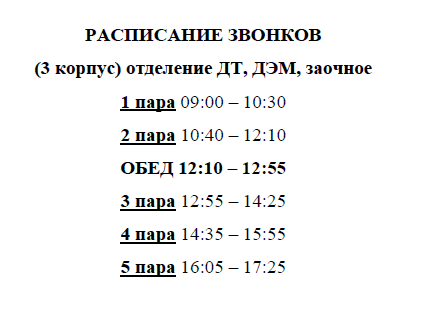 РАСПИСАНИЕ ЗВОНКОВ
(3 корпус) отделение ДТ, ДЭМ, заочное
1 пара 09:00 – 10:30
2 пара 10:40 – 12:10
ОБЕД 12:10 – 12:55
3 пара 12:55 – 14:25
4 пара 14:35 – 15:55
5 пара 16:05 – 17:25